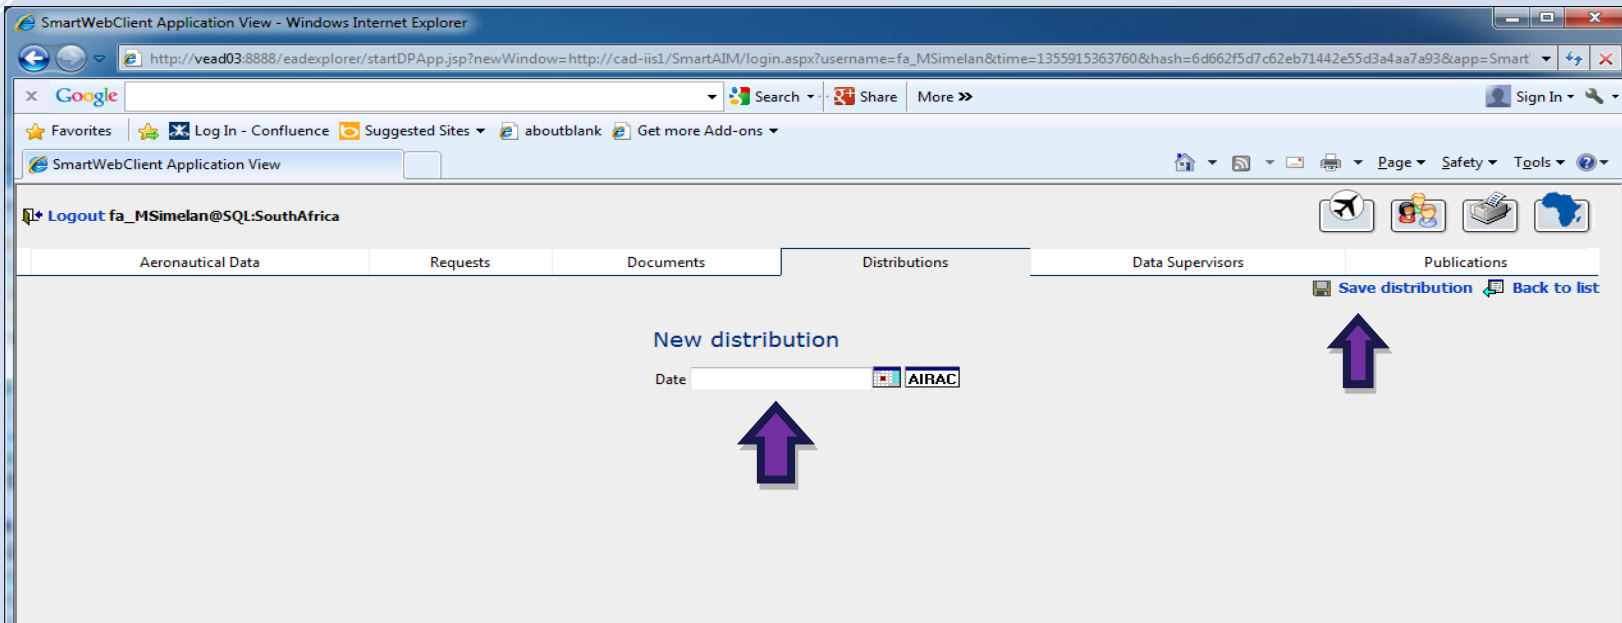 SmartWebClient Application View - Windows Internet Explorer
http://vead03:8888/eadexplorer/startDPApp.jsp?newWindow=http://cad-iis1/SmartAIM/login.aspx?username=fa_MSimelan&time=1355915363760&hash=6d662f5d7c62eb71442e55d3a4aa7a93&app=Smart
x Google Search Share More >> Sign In
Favorites Log In - Confluence Suggested Sites aboutblank Get more Add-ons
SmartWebClient Application View Page Safety Tools
Logout fa_MSimelan@SQL:SouthAfrica
Aeronautical Data Requests Documents Distributions Data Supervisors Publications
Save distribution Back to list
New distribution
Date AIRAC